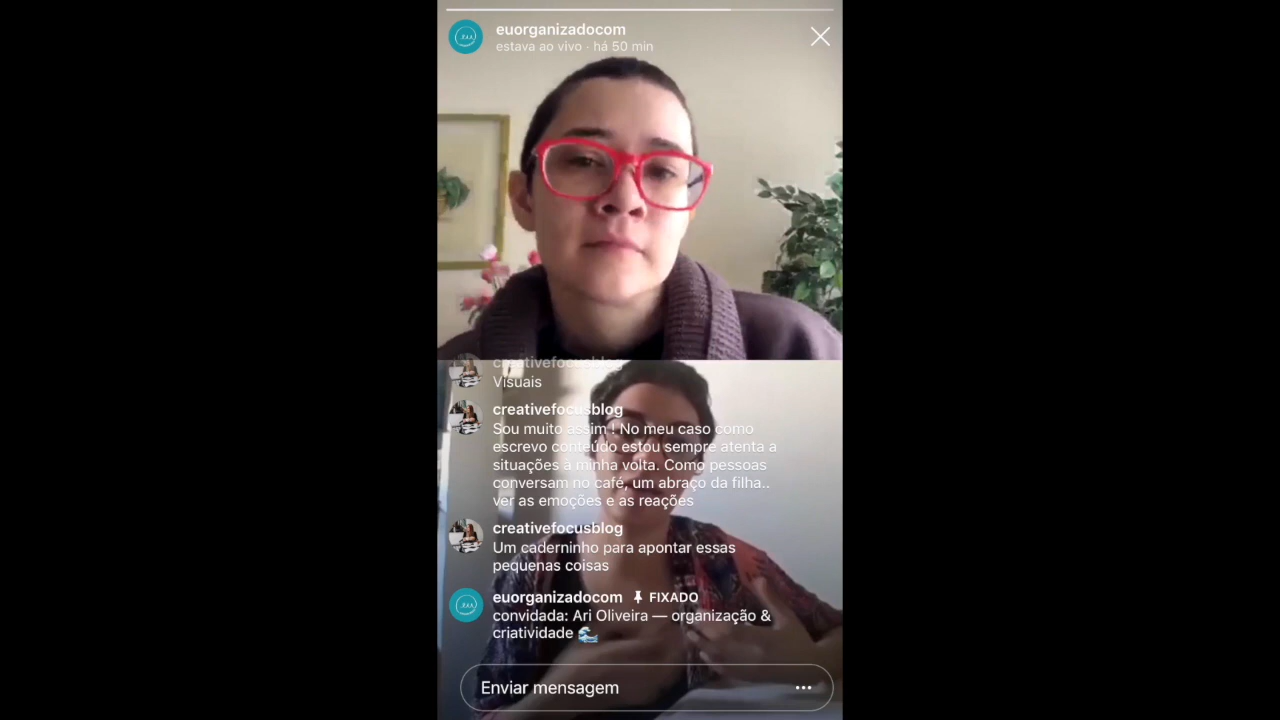 euorganizadocom
estava ao vivo · há 50 min
creativefocusblog
Visuais
creativefocusblog
Sou muito assim ! No meu caso como
escrevo conteúdo estou sempre atenta a
situações à minha volta. Como pessoas
conversam no café, um abraço da filha..
ver as emoções e as reações
creativefocusblog
Um caderninho para apontar essas
pequenas coisas
euorganizadocom FIXADO
convidada: Ari Oliveira — organização &
criatividade 🌊
Enviar mensagem